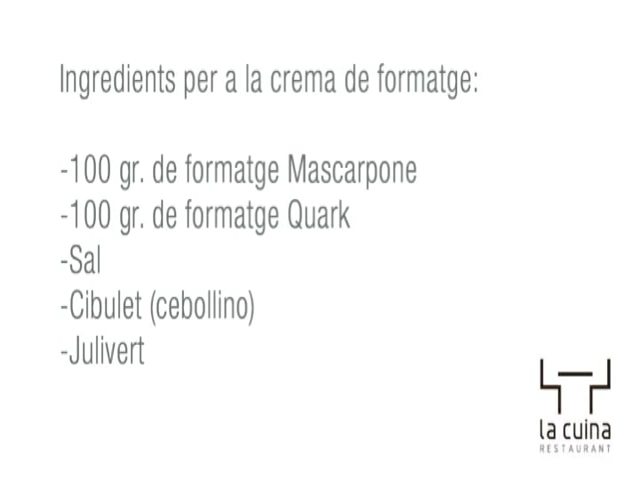 Ingredients per a la crema de formatge:
-100 gr. de formatge Mascarpone
-100 gr. de formatge Quark
-Sal
-Cibulet (cebollino)
-Julivert
la cuina
RESTAURANT